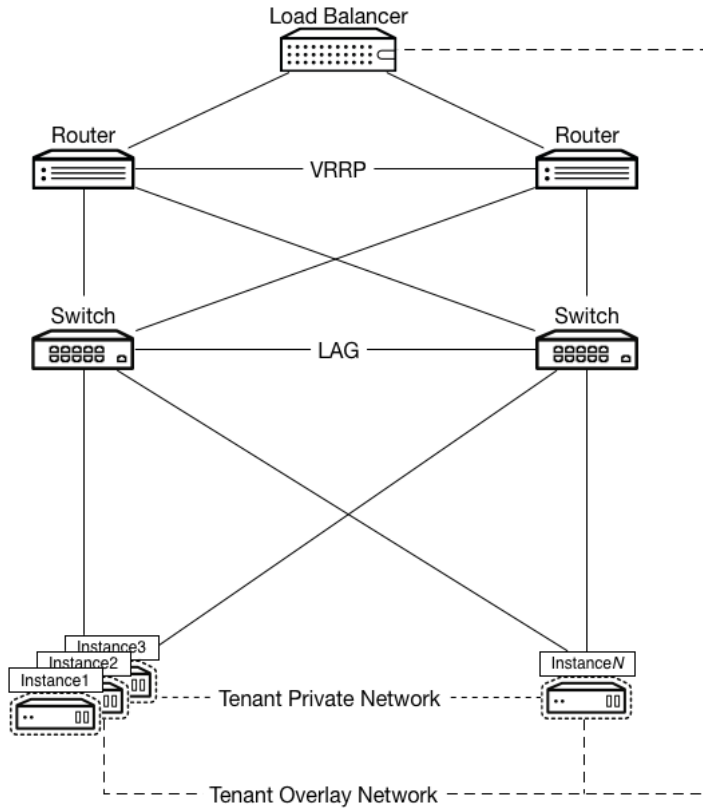 Load Balancer
Router
Router
VRRP
Switch
Switch
LAG
Instance3
Instance2
Instance1
InstanceN
Tenant Private Network
Tenant Overlay Network